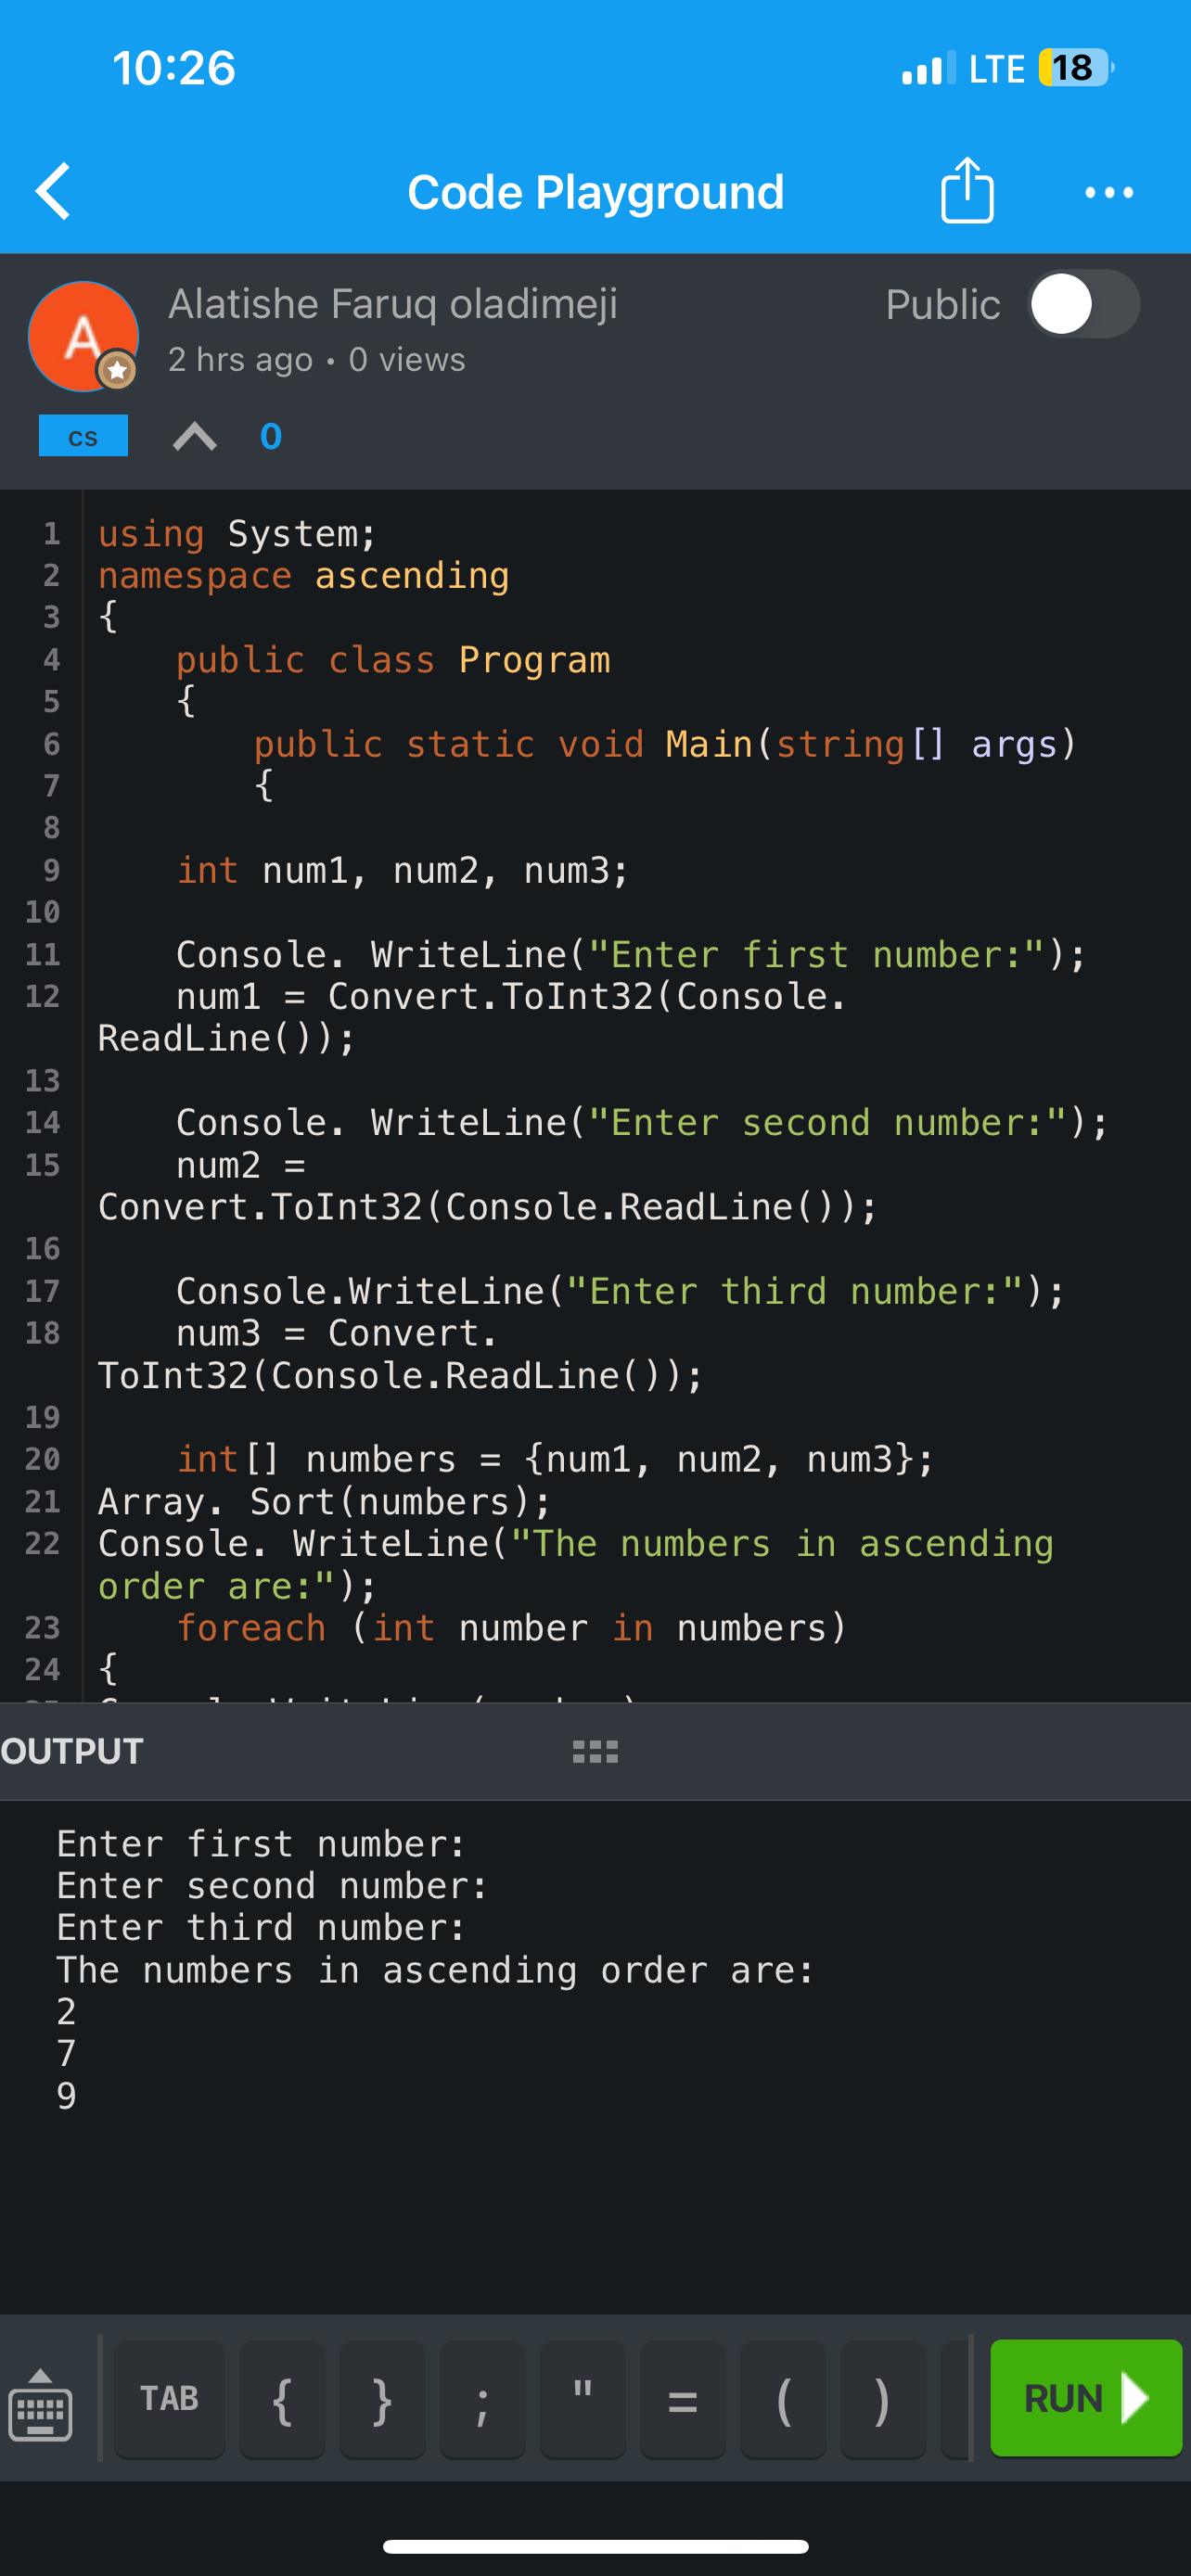 10:26
LTE 18
Code Playground
Alatishe Faruq oladimeji
Public
2 hrs ago • 0 views
A
cs
0
1 using System;
2 namespace ascending
3 {
4 public class Program
5 {
6 public static void Main(string[] args)
7 {
8
9 int num1, num2, num3;
10
11 Console. WriteLine("Enter first number:");
12 num1 = Convert.ToInt32(Console.
ReadLine());
13
14 Console. WriteLine("Enter second number:");
15 num2 =
Convert.ToInt32(Console.ReadLine());
16
17 Console.WriteLine("Enter third number:");
18 num3 = Convert.
ToInt32(Console.ReadLine());
19
20 int[] numbers = {num1, num2, num3};
21 Array. Sort(numbers);
22 Console. WriteLine("The numbers in ascending
order are:");
23 foreach (int number in numbers)
24 {
OUTPUT
Enter first number:
Enter second number:
Enter third number:
The numbers in ascending order are:
2
7
9
TAB { } ; " = ( )
RUN